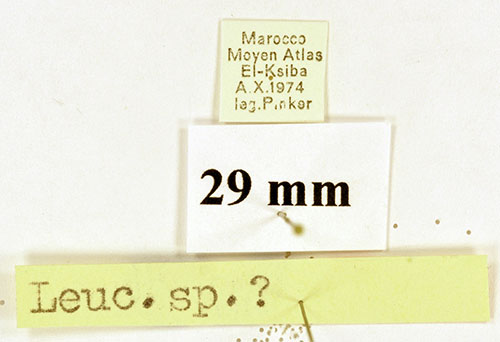 Marocco
Moyen Atlas
El-Ksiba
A.X.1974
leg.Pinker
29 mm
Leuc. sp.?